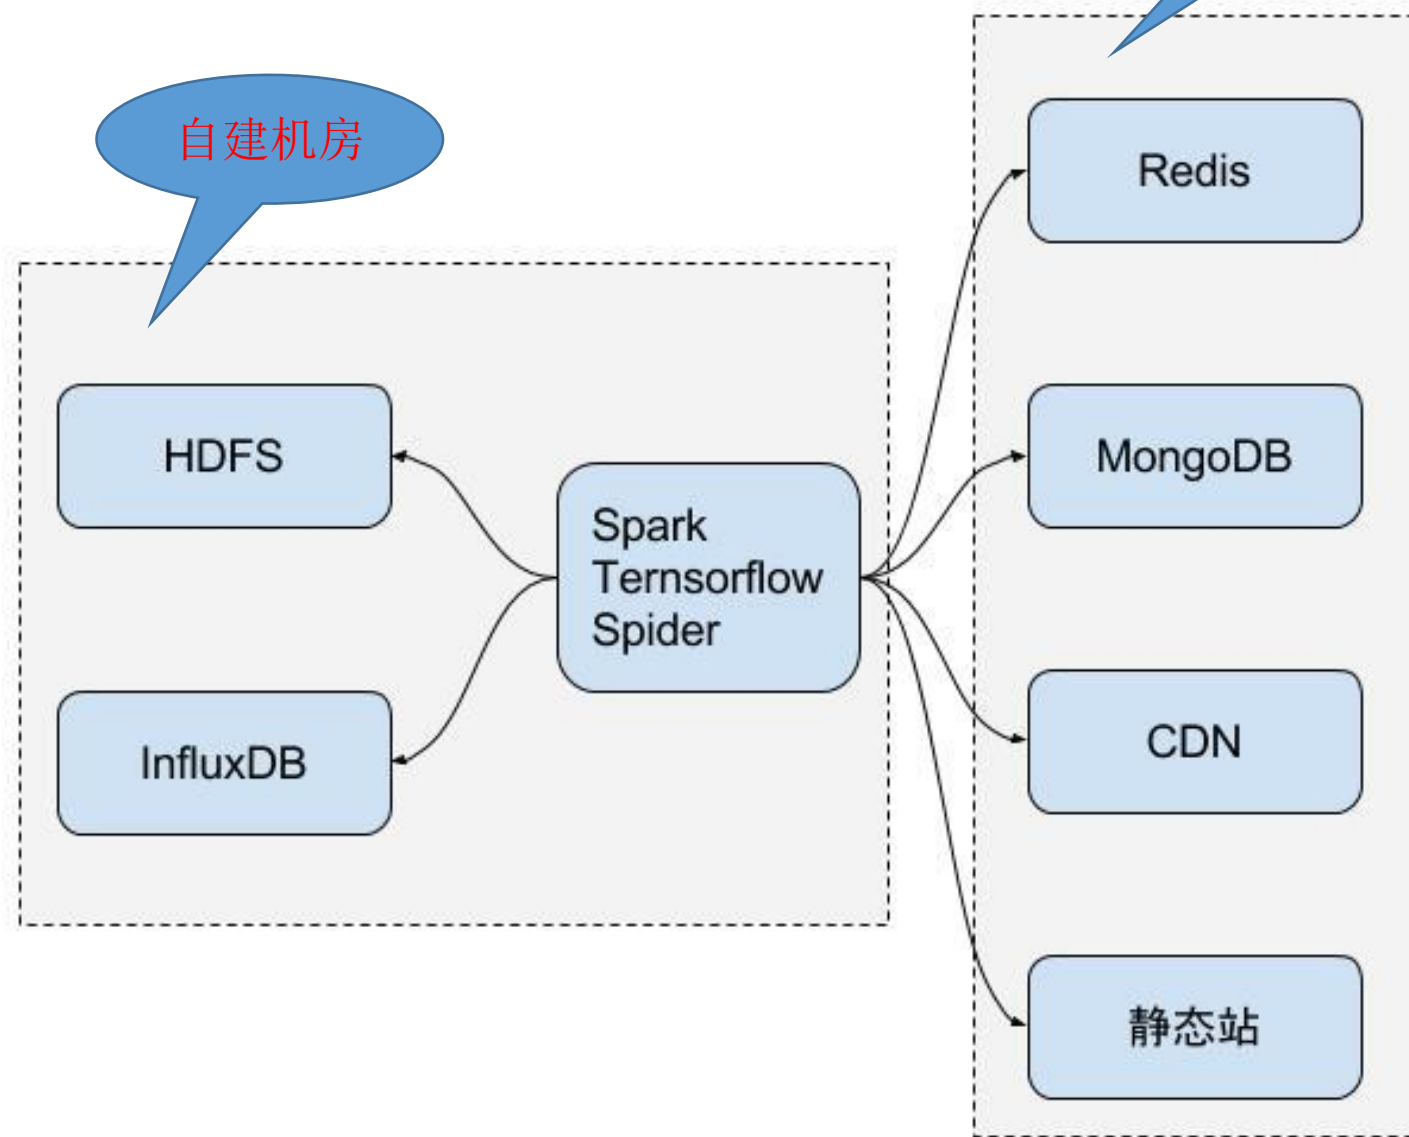 自建机房
HDFS
InfluxDB
Spark
Ternsorflow
Spider
Redis
MongoDB
CDN
静态站